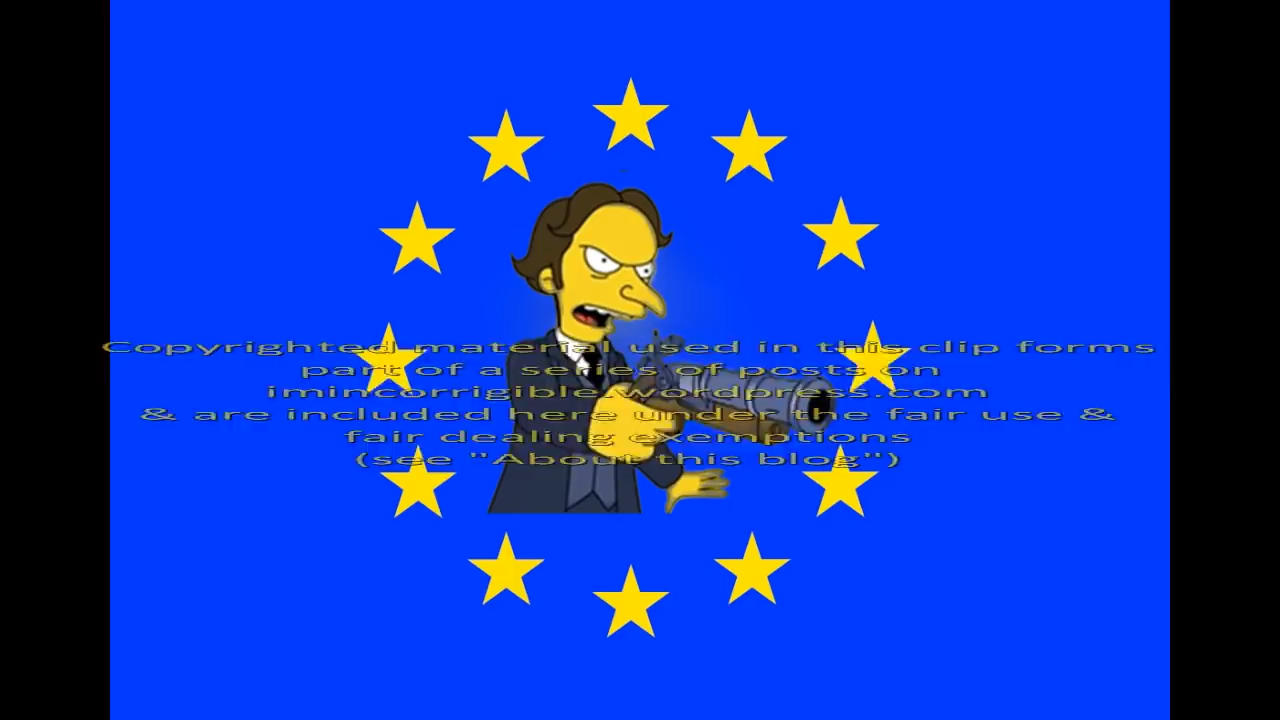 Copyrighted material used in this clip forms
part of a series of posts on
imincorrigible.wordpress.com
& are included here under the fair use &
fair dealing exemptions
(see "About this blog")